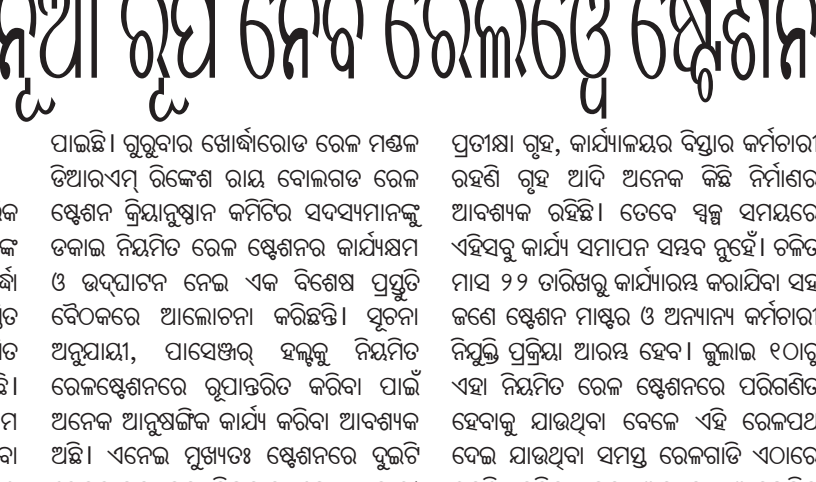 ନୂଆ ରୂପ ନେବ ରେଲୱେ ଷ୍ଟେଶନ
ପାଇଛି। ଗୁରୁବାର ଖୋର୍ଦ୍ଧାରୋଡ ରେଳ ମଣ୍ଡଳ
ଡିଆରଏମ୍ ରିଙ୍କେଶ ରାୟ ବୋଲଗଡ ରେଳ
ଷ୍ଟେଶନ କ୍ରିୟାନୁଷ୍ଠାନ କମିଟିର ସଦସ୍ୟମାନଙ୍କୁ
ଡକାଇ ନିୟମିତ ରେଳ ଷ୍ଟେଶନର କାର୍ଯ୍ୟକ୍ଷମ
ଓ ଉଦ୍‌ଘାଟନ ନେଇ ଏକ ବିଶେଷ ପ୍ରସ୍ତୁତି
ବୈଠକରେ ଆଲୋଚନା କରିଛନ୍ତି। ସୂଚନା
ଅନୁଯାୟୀ, ପାସେଞ୍ଜର୍ ହଲ୍ଟକୁ ନିୟମିତ
ରେଳଷ୍ଟେଶନରେ ରୂପାନ୍ତରିତ କରିବା ପାଇଁ
ଅନେକ ଆନୁଷଙ୍ଗିକ କାର୍ଯ୍ୟ କରିବା ଆବଶ୍ୟକ
ଅଛି। ଏନେଇ ମୁଖ୍ୟତଃ ଷ୍ଟେଶନରେ ଦୁଇଟି
ପ୍ରତୀକ୍ଷା ଗୃହ, କାର୍ଯ୍ୟାଳୟର ବିସ୍ତାର କର୍ମଚାରୀ
ରହଣି ଗୃହ ଆଦି ଅନେକ କିଛି ନିର୍ମାଣର
ଆବଶ୍ୟକ ରହିଛି। ତେବେ ସ୍ୱଳ୍ପ ସମୟରେ
ଏହିସବୁ କାର୍ଯ୍ୟ ସମାପନ ସମ୍ଭବ ନୁହେଁ। ଚଳିତ
ମାସ ୨୨ ତାରିଖରୁ କାର୍ଯ୍ୟାରମ୍ଭ କରାଯିବା ସହ
ଜଣେ ଷ୍ଟେଶନ ମାଷ୍ଟର ଓ ଅନ୍ୟାନ୍ୟ କର୍ମଚାରୀ
ନିଯୁକ୍ତି ପ୍ରକ୍ରିୟା ଆରମ୍ଭ ହେବ। ଜୁଲାଇ ୧୦ଠାରୁ
ଏହା ନିୟମିତ ରେଳ ଷ୍ଟେଶନରେ ପରିଗଣିତ
ହେବାକୁ ଯାଉଥିବା ବେଳେ ଏହି ରେଳପଥ
ଦେଇ ଯାଉଥିବା ସମସ୍ତ ରେଳଗାଡି ଏଠାରେ